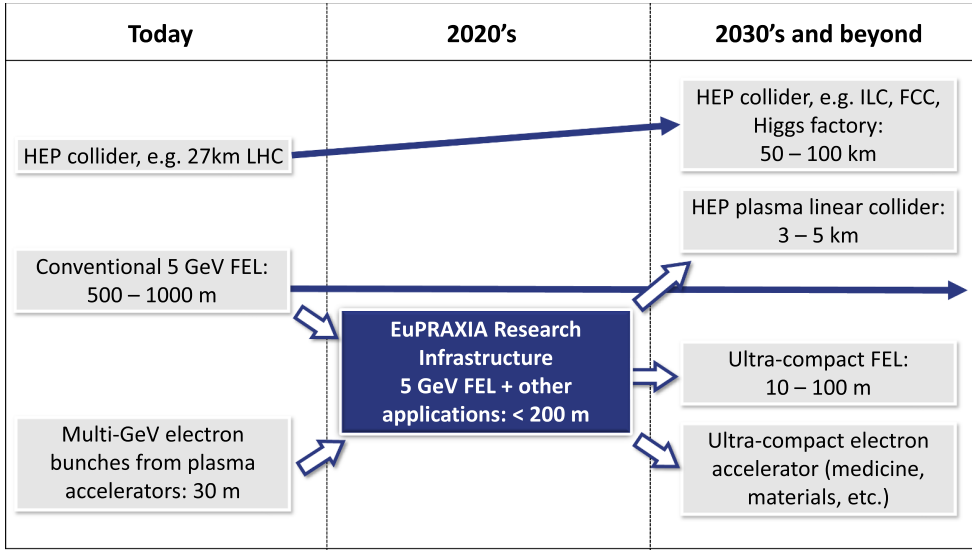 Today
2020's
2030's and beyond
HEP collider, e.g. 27km LHC
HEP collider, e.g. ILC, FCC,
Higgs factory:
50 – 100 km
HEP plasma linear collider:
3 – 5 km
Conventional 5 GeV FEL:
500 – 1000 m
EuPRAXIA Research
Infrastructure
5 GeV FEL + other
applications: < 200 m
Ultra-compact FEL:
10 – 100 m
Multi-GeV electron
bunches from plasma
accelerators: 30 m
Ultra-compact electron
accelerator (medicine,
materials, etc.)